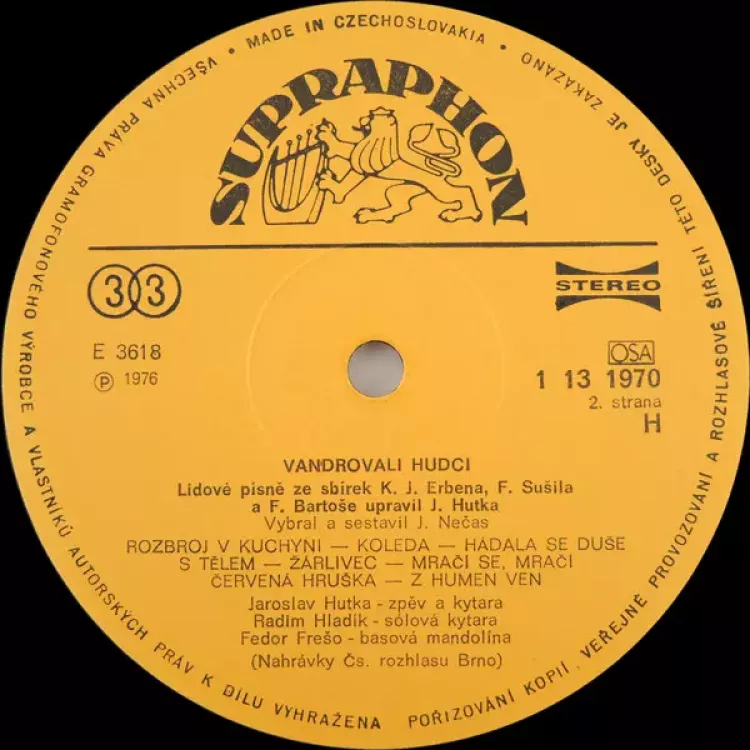 VŠECHNA PRÁVA GRAMOFONOVÉHO VÝROBCE A VLASTNÍKŮ AUTORSKÝCH PRÁV K DÍLU VYHRAŽENA • POŘIZOVÁNÍ KOPIÍ, VEŘEJNÉ PROVOZOVÁNÍ A ROZHLASOVÉ ŠÍŘENÍ TÉTO DESKY JE ZAKÁZÁNO • MADE IN CZECHOSLOVAKIA •
SUPRAPHON
33
STEREO
E 3618
℗ 1976
OSA
1 13 1970
2. strana
H
VANDROVALI HUDCI
Lidové písně ze sbírek K. J. Erbena, F. Sušila
a F. Bartoše upravil J. Hutka
Vybral a sestavil J. Nečas
ROZBROJ V KUCHYNI — KOLEDA — HÁDALA SE DUŠE
S TĚLEM — ŽÁRLIVEC — MRAČÍ SE, MRAČÍ
ČERVENÁ HRUŠKA — Z HUMEN VEN
Jaroslav Hutka - zpěv a kytara
Radim Hladík - sólová kytara
Fedor Frešo - basová mandolína
(Nahrávky Čs. rozhlasu Brno)